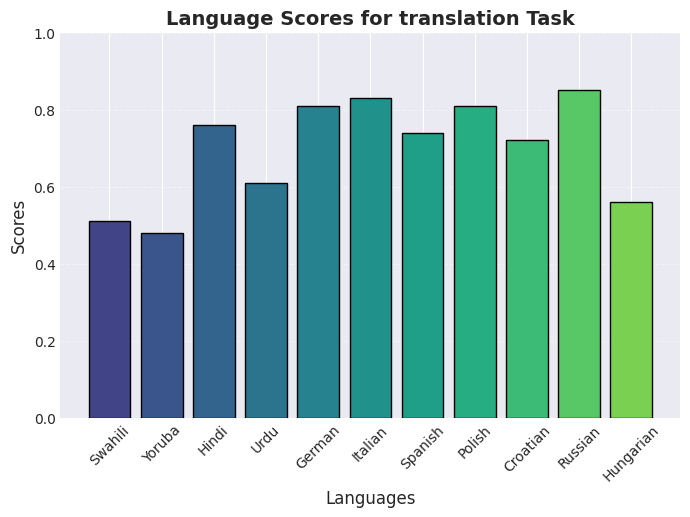 Language Scores for translation Task
1.0
0.8
0.6
0.4
0.2
0.0
Scores
Swahili
Yoruba
Hindi
Urdu
German
Italian
Spanish
Polish
Croatian
Russian
Hungarian
Languages